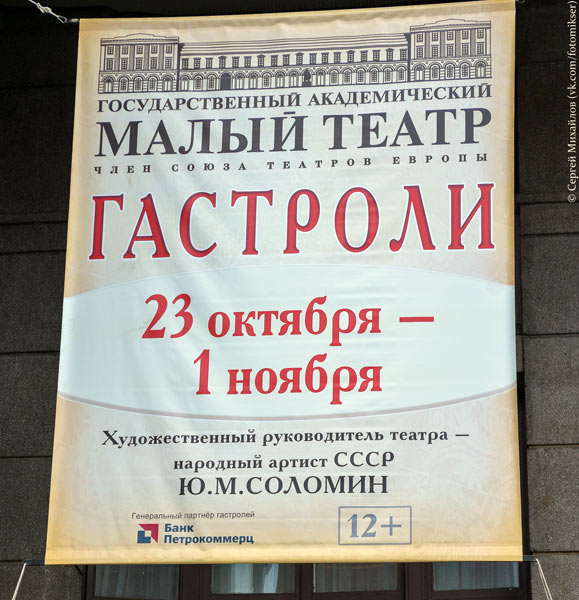 ГОСУДАРСТВЕННЫЙ АКАДЕМИЧЕСКИЙ
МАЛЫЙ ТЕАТР
ЧЛЕН СОЮЗА ТЕАТРОВ ЕВРОПЫ
ГАСТРОЛИ
23 октября –
1 ноября
Художественный руководитель театра –
народный артист СССР
Ю.М.СОЛОМИН
Генеральный партнёр гастролей
Банк
Петрокоммерц
12+
© Сергей Михайлов (vk.com/fotomikser)